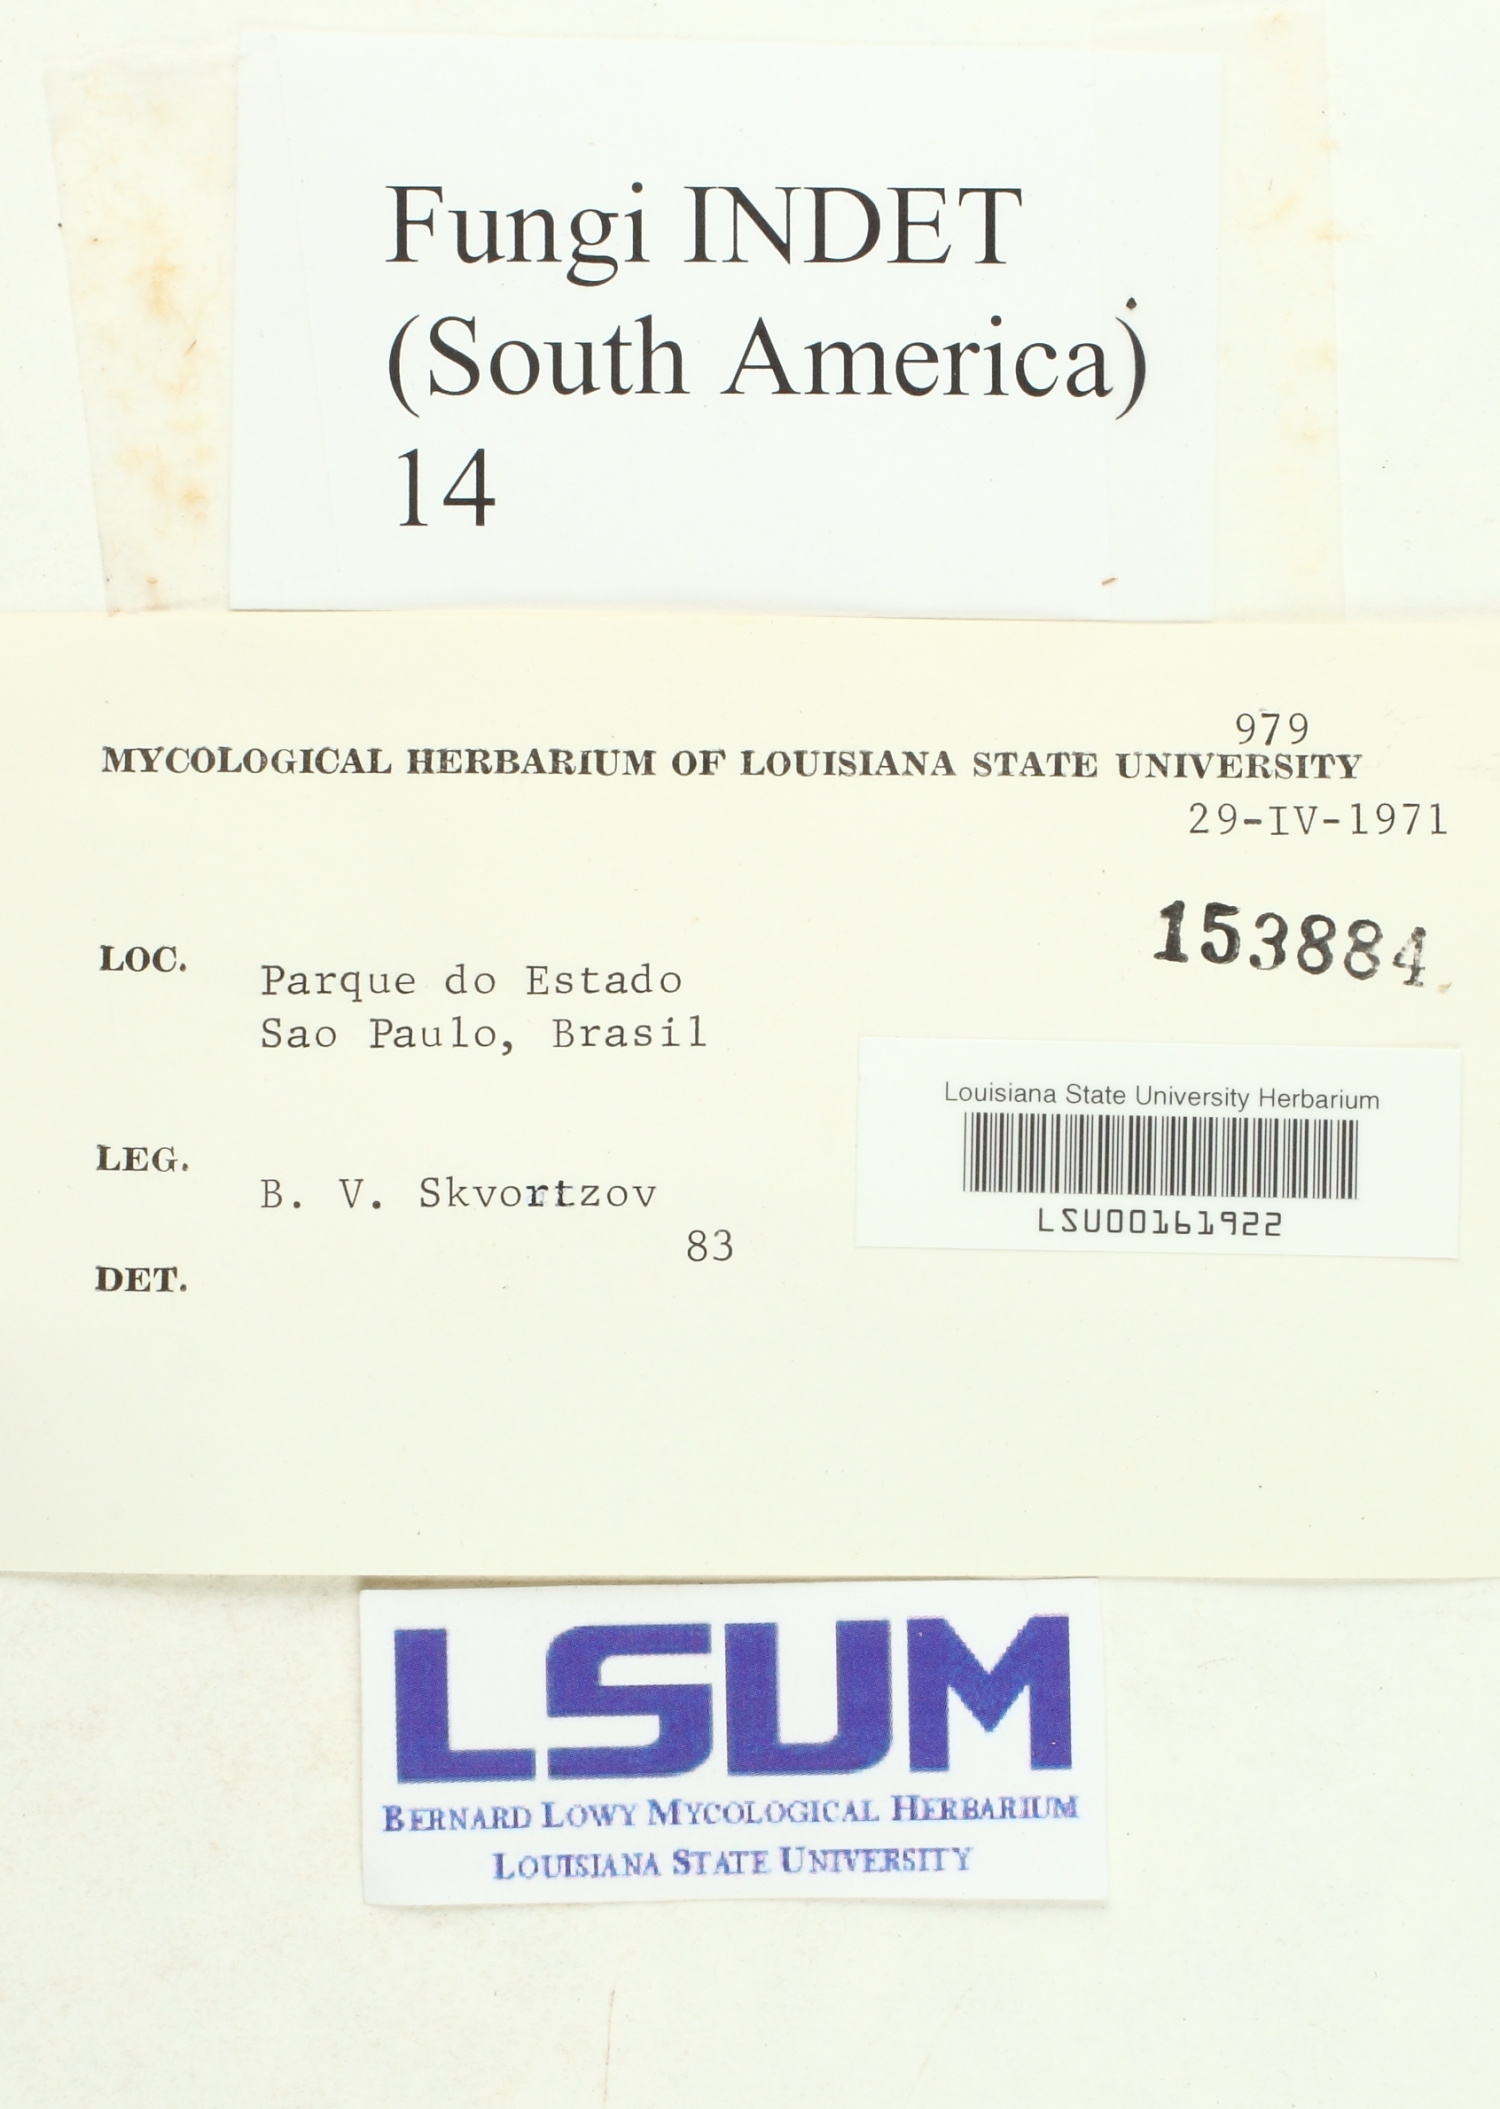 Fungi INDET
(South America)
14
979
MYCOLOGICAL HERBARIUM OF LOUISIANA STATE UNIVERSITY
29-IV-1971
153884
LOC.
Parque do Estado
Sao Paulo, Brasil
Louisiana State University Herbarium
LSU00161922
LEG.
B. V. Skvortzov
83
DET.
LSUM
BERNARD LOWY MYCOLOGICAL HERBARIUM
LOUISIANA STATE UNIVERSITY